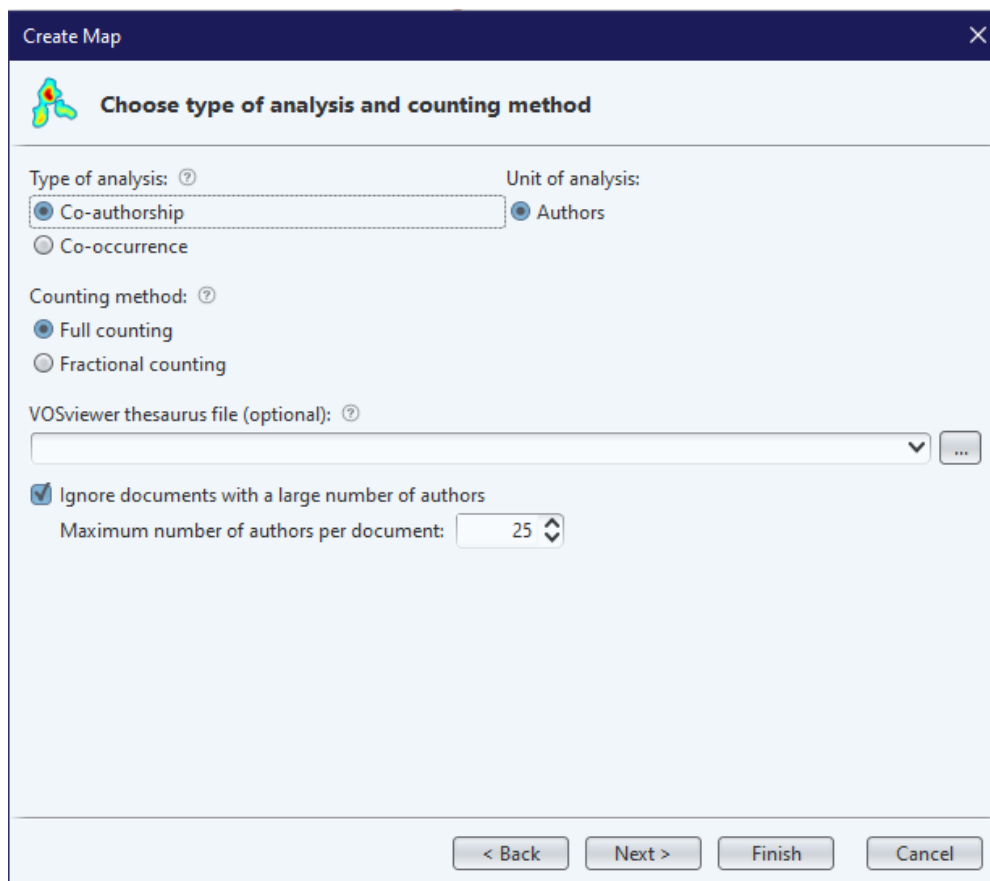 Create Map
Choose type of analysis and counting method
Type of analysis: ? Unit of analysis:
Co-authorship Authors
Co-occurrence
Counting method: ?
Full counting
Fractional counting
VOSviewer thesaurus file (optional): ?
...
Ignore documents with a large number of authors
Maximum number of authors per document: 25
< Back Next > Finish Cancel